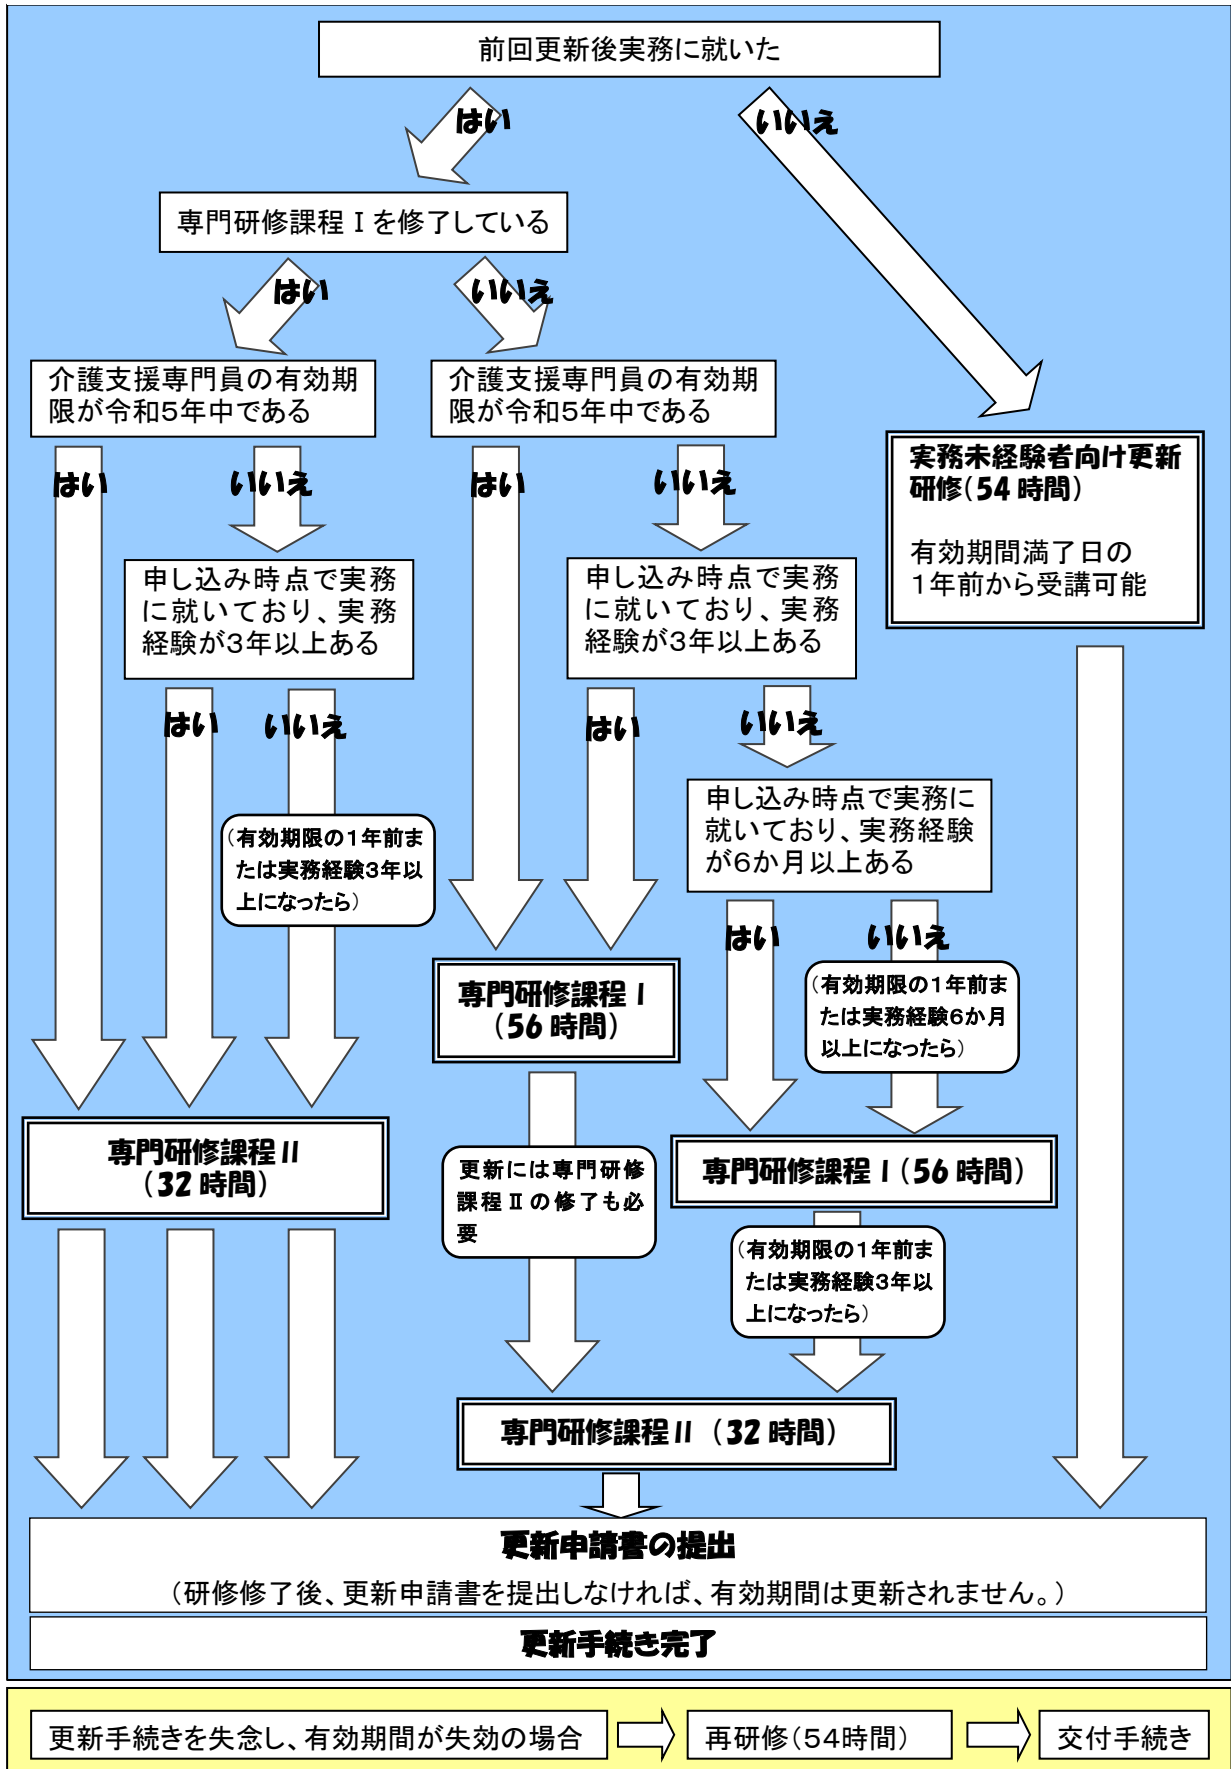 前回更新後実務に就いた
はい
いいえ
専門研修課程Ⅰを修了している
はい
いいえ
介護支援専門員の有効期
限が令和5年中である
介護支援専門員の有効期
限が令和5年中である
実務未経験者向け更新
研修（54時間）
有効期間満了日の
1年前から受講可能
はい
いいえ
はい
いいえ
申し込み時点で実務
に就いており、実務
経験が3年以上ある
申し込み時点で実務
に就いており、実務
経験が3年以上ある
はい
いいえ
はい
いいえ
（有効期限の1年前ま
たは実務経験3年以
上になったら）
申し込み時点で実務に
就いており、実務経験
が6か月以上ある
はい
いいえ
専門研修課程Ⅰ
（56時間）
（有効期限の1年前ま
たは実務経験6か月
以上になったら）
専門研修課程Ⅱ
（32時間）
更新には専門研修
課程Ⅱの修了も必
要
専門研修課程Ⅰ（56時間）
（有効期限の1年前ま
たは実務経験3年以
上になったら）
専門研修課程Ⅱ（32時間）
更新申請書の提出
（研修修了後、更新申請書を提出しなければ、有効期間は更新されません。）
更新手続き完了
更新手続きを失念し、有効期間が失効の場合
再研修（54時間）
交付手続き